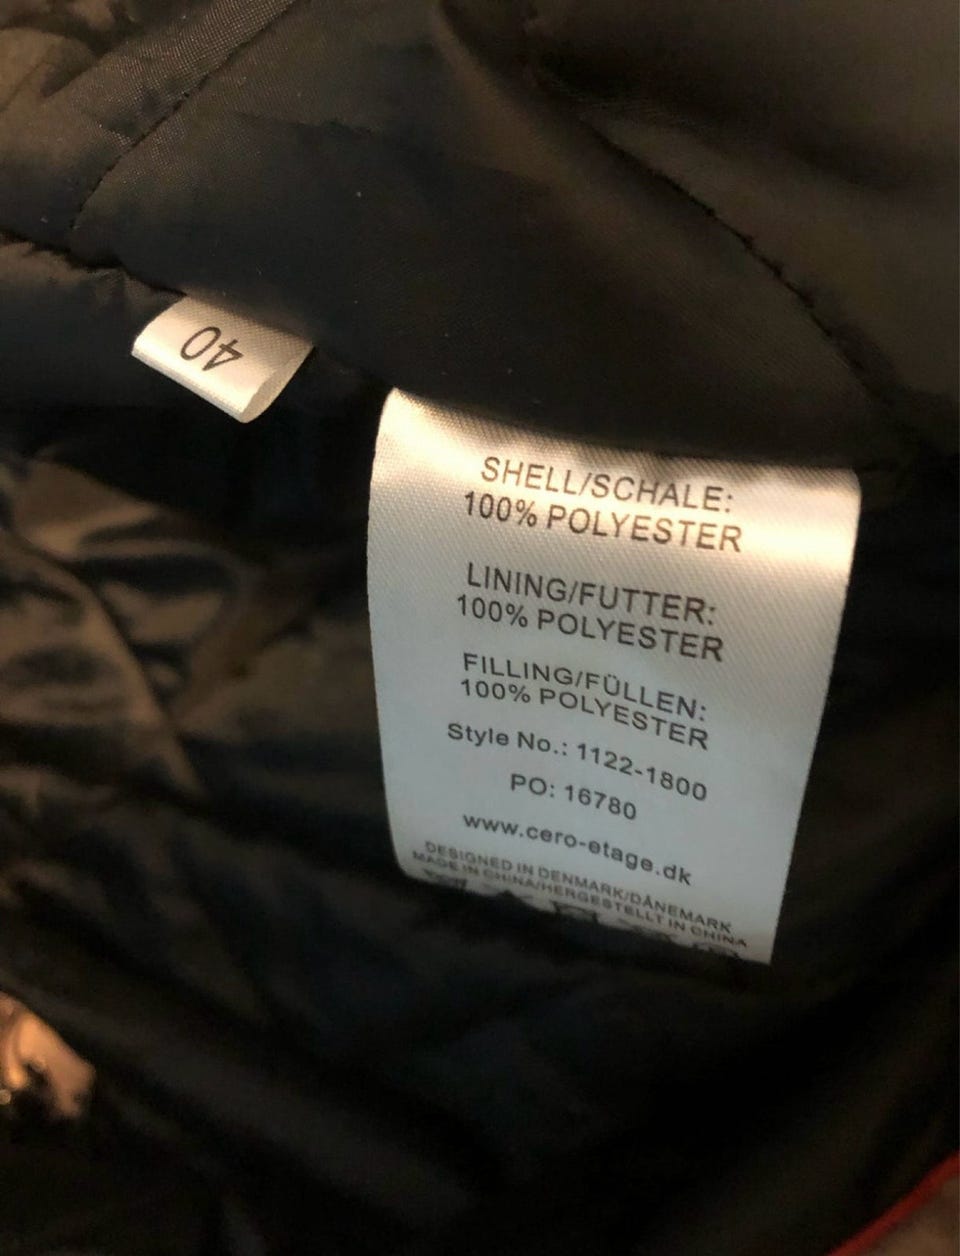 40
SHELL/SCHALE:
100% POLYESTER
LINING/FUTTER:
100% POLYESTER
FILLING/FÜLLEN:
100% POLYESTER
Style No.: 1122-1800
PO: 16780
www.cero-etage.dk
DESIGNED IN DENMARK/DÄNEMARK
MADE IN CHINA/HERGESTELLT IN CHINA